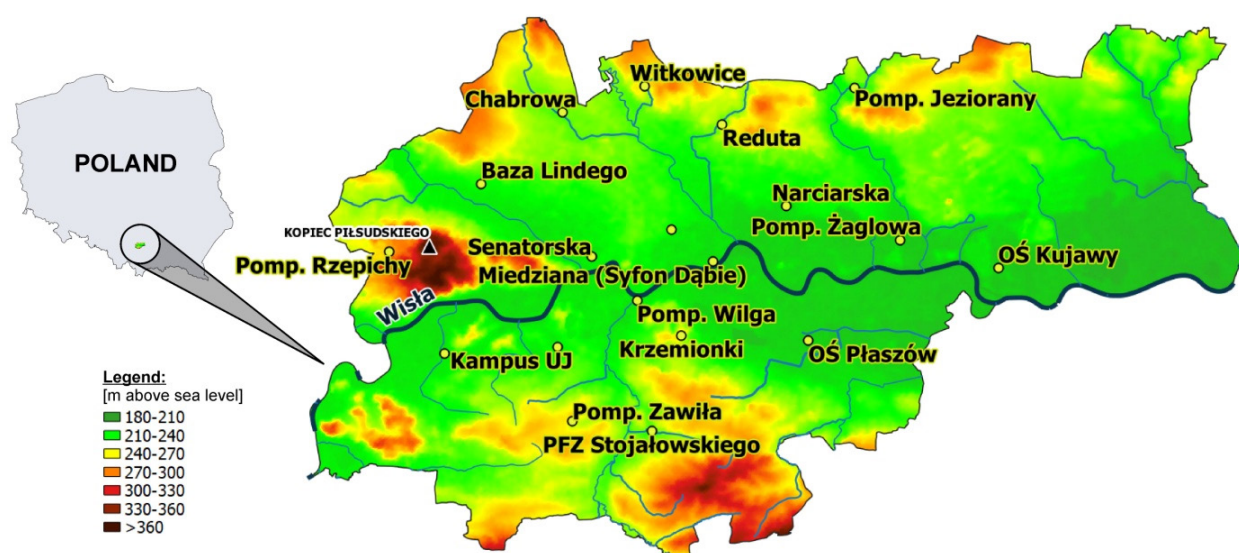 POLAND
Witkowice
Chabrowa
Pomp. Jeziorany
Reduta
Baza Lindego
Narciarska
Pomp. Żaglowa
KOPIEC PIŁSUDSKIEGO
Senatorska
Pomp. Rzepichy
Miedziana (Syfon Dąbie)
OŚ Kujawy
Wisła
Pomp. Wilga
Krzemionki
OŚ Płaszów
Kampus UJ
Pomp. Zawiła
PFZ Stojałowskiego
Legend:
[m above sea level]
180-210
210-240
240-270
270-300
300-330
330-360
>360